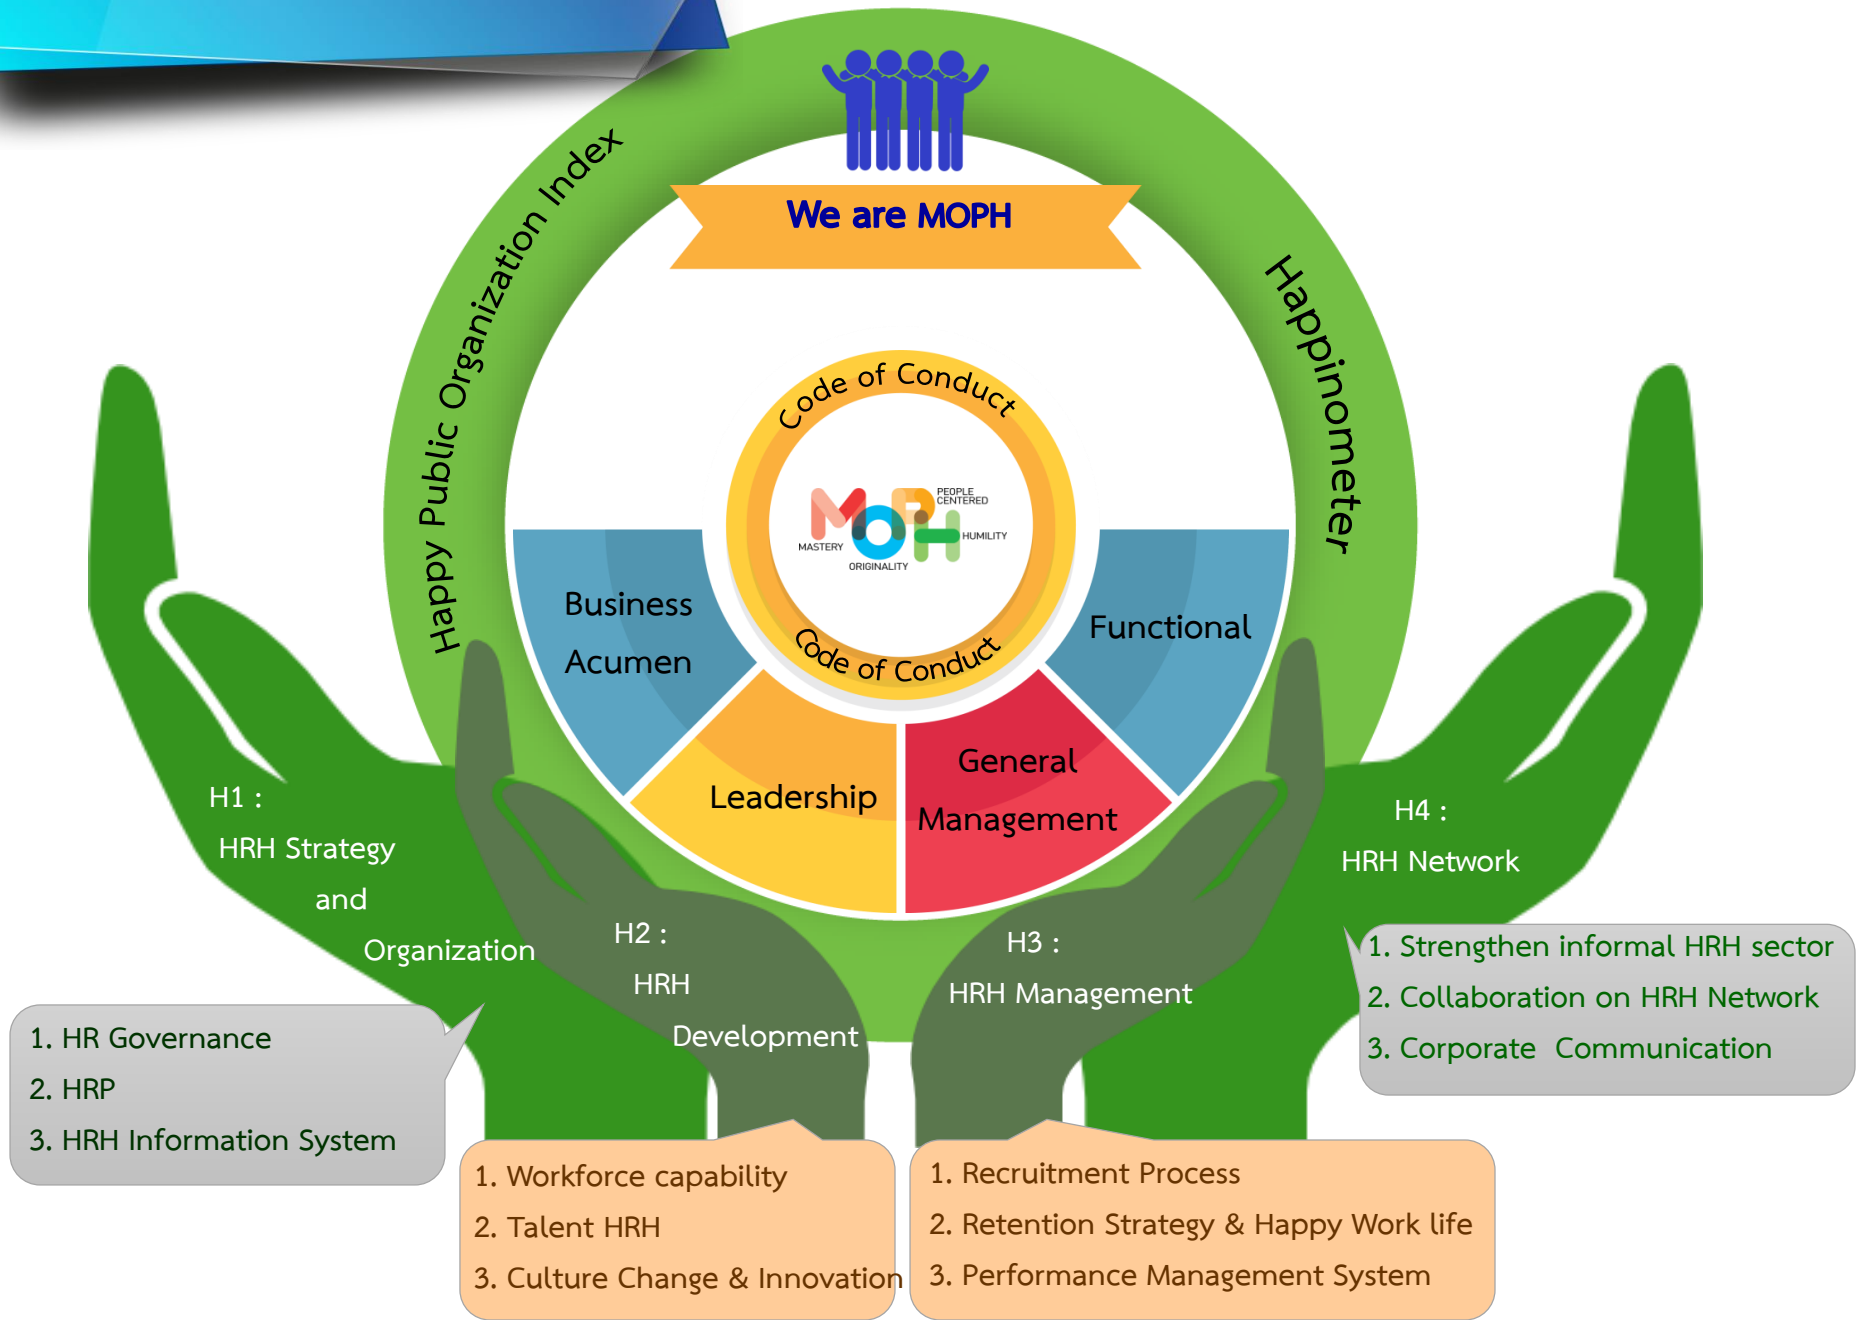 We are MOPH
Happy Public Organization Index
Happinometer
Code of Conduct
MOPH
PEOPLE
CENTERED
MASTERY
HUMILITY
ORIGINALITY
Code of Conduct
Business
Acumen
Leadership
General
Management
Functional
H1 :
HRH Strategy
and
Organization
H2 :
HRH
Development
H3 :
HRH Management
H4 :
HRH Network
1. HR Governance
2. HRP
3. HRH Information System
1. Workforce capability
2. Talent HRH
3. Culture Change & Innovation
1. Recruitment Process
2. Retention Strategy & Happy Work life
3. Performance Management System
1. Strengthen informal HRH sector
2. Collaboration on HRH Network
3. Corporate  Communication